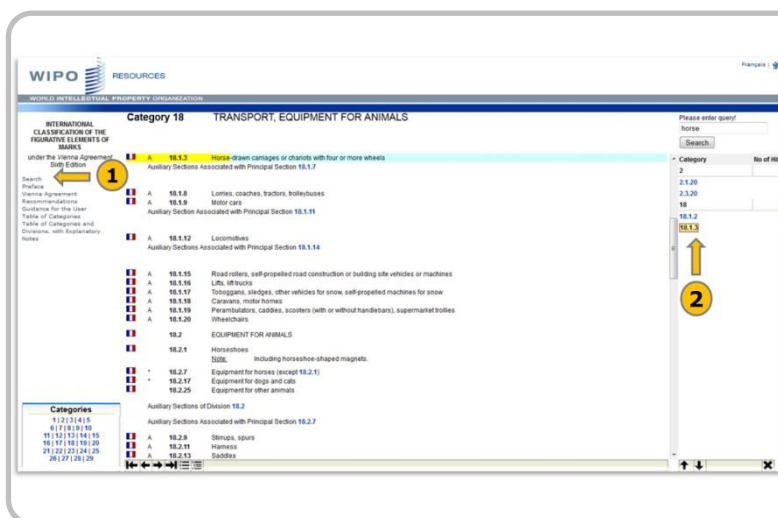 Français |
WIPO
RESOURCES
WORLD INTELLECTUAL PROPERTY ORGANIZATION
INTERNATIONAL
CLASSIFICATION OF THE
FIGURATIVE ELEMENTS OF
MARKS
under the Vienna Agreement
Sixth Edition
Search
Preface
Vienna Agreement
Recommendations
Guidance for the User
Table of Categories
Table of Categories and
Divisions, with Explanatory
Notes
1
Categories
1 | 2 | 3 | 4 | 5
6 | 7 | 8 | 9 | 10
11 | 12 | 13 | 14 | 15
16 | 17 | 18 | 19 | 20
21 | 22 | 23 | 24 | 25
26 | 27 | 28 | 29
Category 18 TRANSPORT, EQUIPMENT FOR ANIMALS
A 18.1.3 Horse-drawn carriages or chariots with four or more wheels
Auxiliary Sections Associated with Principal Section 18.1.7
A 18.1.8 Lorries, coaches, tractors, trolleybuses
A 18.1.9 Motor cars
Auxiliary Section Associated with Principal Section 18.1.11
A 18.1.12 Locomotives
Auxiliary Sections Associated with Principal Section 18.1.14
A 18.1.15 Road rollers, self-propelled road construction or building site vehicles or machines
A 18.1.16 Lifts, lift trucks
A 18.1.17 Toboggans, sledges, other vehicles for snow, self-propelled machines for snow
A 18.1.18 Caravans, motor homes
A 18.1.19 Perambulators, caddies, scooters (with or without handlebars), supermarket trollies
A 18.1.20 Wheelchairs
18.2 EQUIPMENT FOR ANIMALS
18.2.1 Horseshoes
Note: Including horseshoe-shaped magnets.
* 18.2.7 Equipment for horses (except 18.2.1)
* 18.2.17 Equipment for dogs and cats
18.2.25 Equipment for other animals
Auxiliary Sections of Division 18.2
Auxiliary Sections Associated with Principal Section 18.2.7
A 18.2.9 Stirrups, spurs
A 18.2.11 Harness
A 18.2.13 Saddles
Please enter query!
horse
Search
Category No of Hit
2
2.1.20
2.3.20
18
18.1.2
18.1.3
2